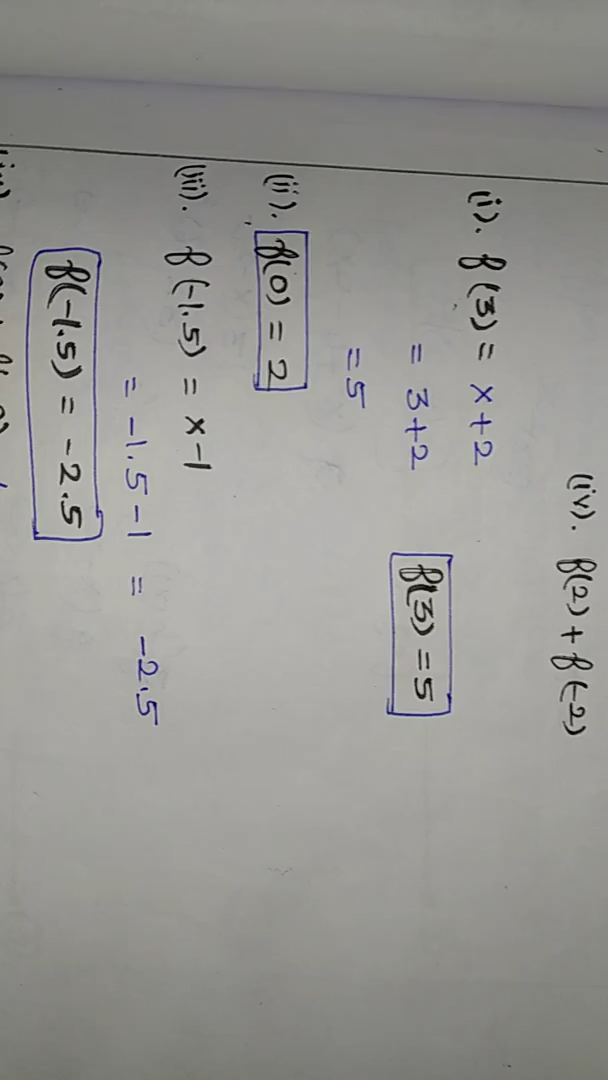 (iv). f(2) + f(-2)
(i). f(3) = x+2
= 3+2
f(3) = 5
= 5
(ii). f(0) = 2
(iii). f(-1.5) = x-1
= -1.5-1 = -2.5
f(-1.5) = -2.5